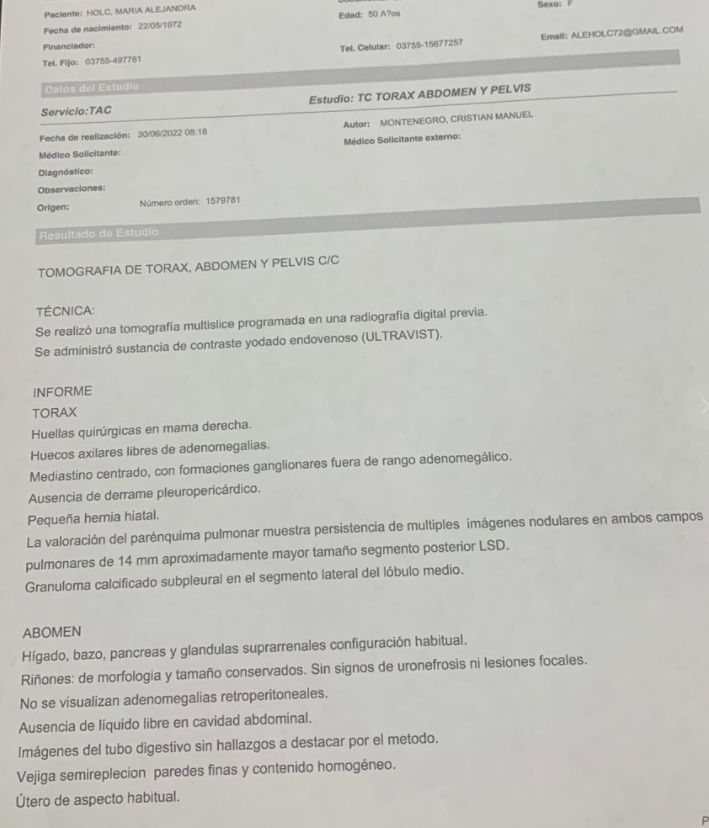 Paciente: HOLC, MARIA ALEJANDRA
Edad: 50 A?os
Sexo: F
Fecha de nacimiento: 22/05/1972
Financiador:
Tel. Fijo: 03755-497781
Tel. Celular: 03755-15677257
Email: ALEHOLC72@GMAIL.COM
Datos del Estudio
Servicio:TAC
Estudio: TC TORAX ABDOMEN Y PELVIS
Fecha de realización: 30/06/2022 08:18
Autor: MONTENEGRO, CRISTIAN MANUEL
Médico Solicitante:
Médico Solicitante externo:
Diagnóstico:
Observaciones:
Origen:
Número orden: 1579781
Resultado de Estudio
TOMOGRAFIA DE TORAX, ABDOMEN Y PELVIS C/C
TÉCNICA:
Se realizó una tomografía multislice programada en una radiografia digital previa.
Se administró sustancia de contraste yodado endovenoso (ULTRAVIST).
INFORME
TORAX
Huellas quirúrgicas en mama derecha.
Huecos axilares libres de adenomegalias.
Mediastino centrado, con formaciones ganglionares fuera de rango adenomegálico.
Ausencia de derrame pleuropericárdico.
Pequeña hernia hiatal.
La valoración del parénquima pulmonar muestra persistencia de multiples imágenes nodulares en ambos campos
pulmonares de 14 mm aproximadamente mayor tamaño segmento posterior LSD.
Granuloma calcificado subpleural en el segmento lateral del lóbulo medio.
ABOMEN
Hígado, bazo, pancreas y glandulas suprarrenales configuración habitual.
Riñones: de morfologia y tamaño conservados. Sin signos de uronefrosis ni lesiones focales.
No se visualizan adenomegalias retroperitoneales.
Ausencia de líquido libre en cavidad abdominal.
Imágenes del tubo digestivo sin hallazgos a destacar por el metodo.
Vejiga semireplecion paredes finas y contenido homogéneo.
Útero de aspecto habitual.